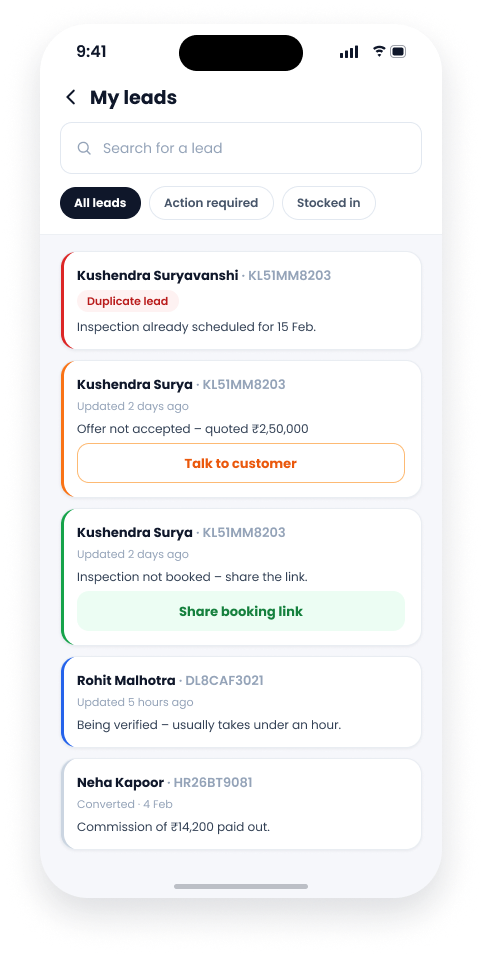 9:41
My leads
Search for a lead
All leads Action required Stocked in
Kushendra Suryavanshi · KL51MM8203
Duplicate lead
Inspection already scheduled for 15 Feb.
Kushendra Surya · KL51MM8203
Updated 2 days ago
Offer not accepted – quoted ₹2,50,000
Talk to customer
Kushendra Surya · KL51MM8203
Updated 2 days ago
Inspection not booked – share the link.
Share booking link
Rohit Malhotra · DL8CAF3021
Updated 5 hours ago
Being verified – usually takes under an hour.
Neha Kapoor · HR26BT9081
Converted · 4 Feb
Commission of ₹14,200 paid out.